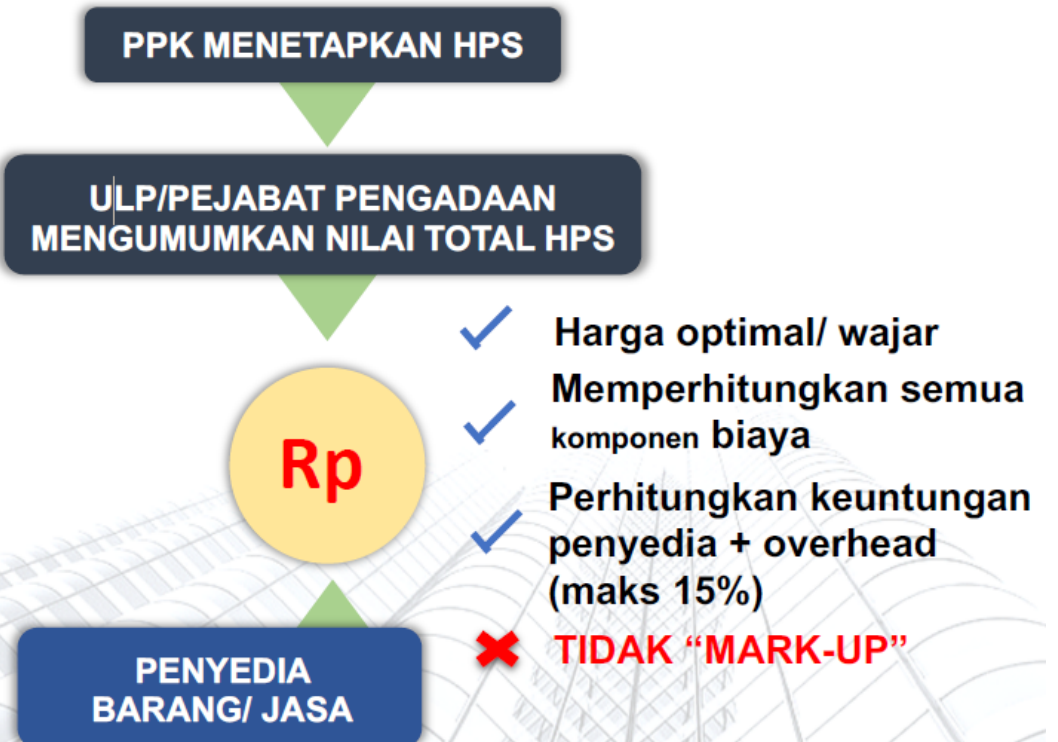 PPK MENETAPKAN HPS
ULP/PEJABAT PENGADAAN
MENGUMUMKAN NILAI TOTAL HPS
Rp
Harga optimal/ wajar
Memperhitungkan semua
komponen biaya
Perhitungkan keuntungan
penyedia + overhead
(maks 15%)
TIDAK “MARK-UP”
PENYEDIA
BARANG/ JASA